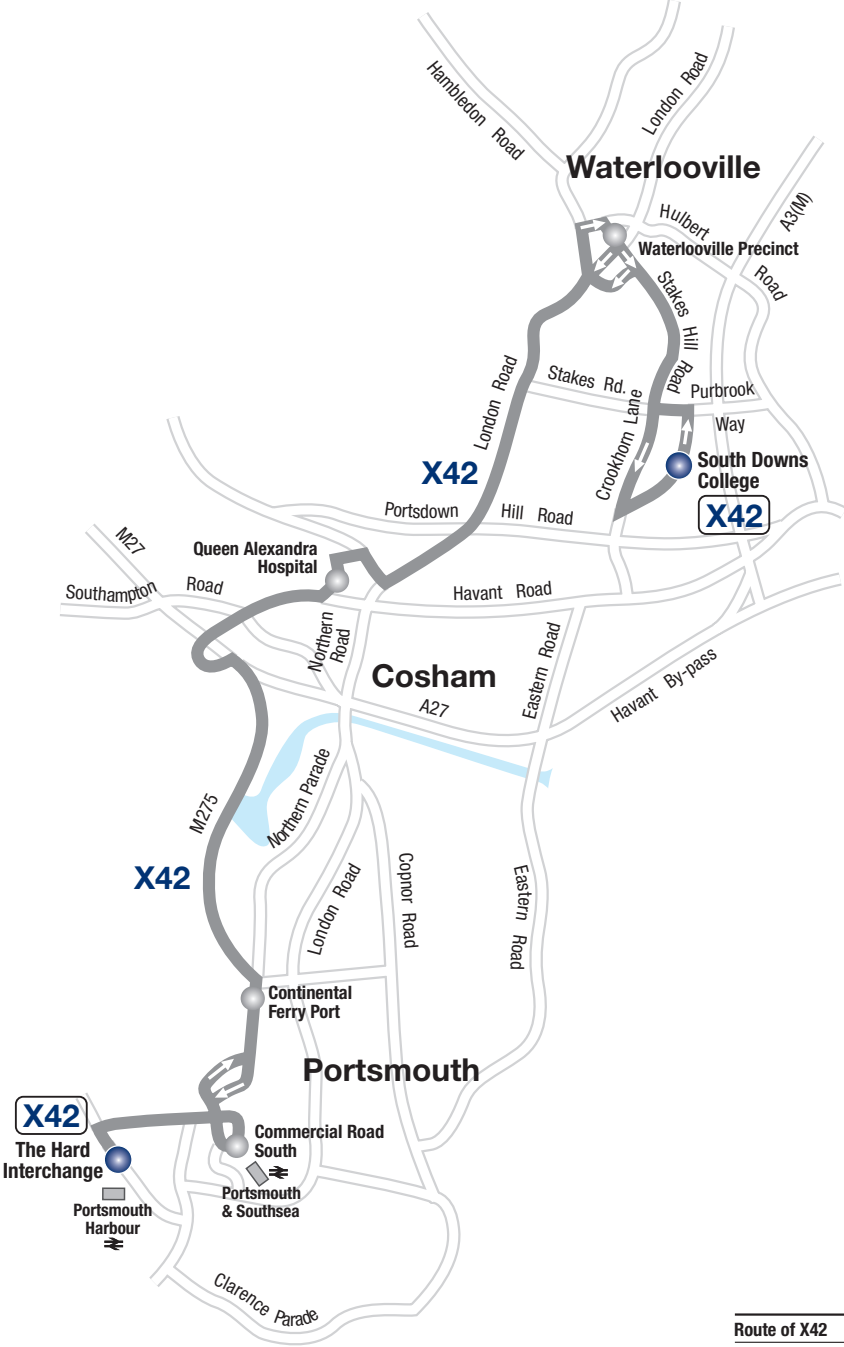 Hambledon Road
London Road
Waterlooville
A3(M)
Hulbert
Road
Waterlooville Precinct
Stakes Hill
Road
Stakes Rd.
Purbrook
Way
London Road
Crookhorn Lane
X42
South Downs
College
X42
Portsdown Hill Road
M27
Queen Alexandra
Hospital
Southampton Road
Havant Road
Northern
Road
Cosham
Eastern Road
Havant By-pass
A27
M275
Northern Parade
X42
London Road
Copnor Road
Eastern
Road
Continental
Ferry Port
Portsmouth
X42
The Hard
Interchange
Commercial Road
South
Portsmouth
& Southsea
Portsmouth
Harbour
Clarence Parade
Route of X42